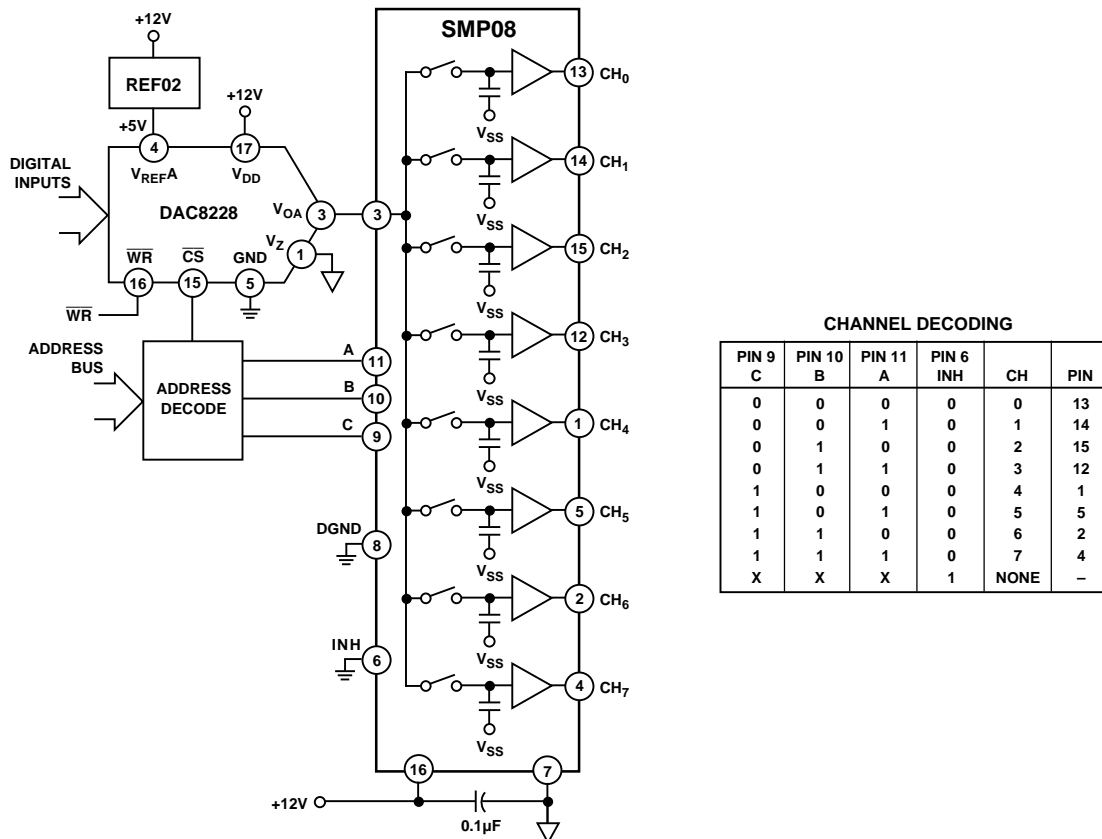 +12V
REF02
+5V
+12V
4
17
V_REFA
V_DD
DIGITAL
INPUTS
DAC8228
V_OA
3
V_Z
1
WR
CS
GND
16
15
5
WR
ADDRESS
BUS
ADDRESS
DECODE
A
B
C
SMP08
3
11
10
9
DGND
8
INH
6
13
CH0
VSS
14
CH1
VSS
15
CH2
VSS
12
CH3
VSS
1
CH4
VSS
5
CH5
VSS
2
CH6
VSS
4
CH7
VSS
16
7
+12V
0.1µF
CHANNEL DECODING
PIN 9 PIN 10 PIN 11 PIN 6
C B A INH CH PIN
0 0 0 0 0 13
0 0 1 0 1 14
0 1 0 0 2 15
0 1 1 0 3 12
1 0 0 0 4 1
1 0 1 0 5 5
1 1 0 0 6 2
1 1 1 0 7 4
X X X 1 NONE –